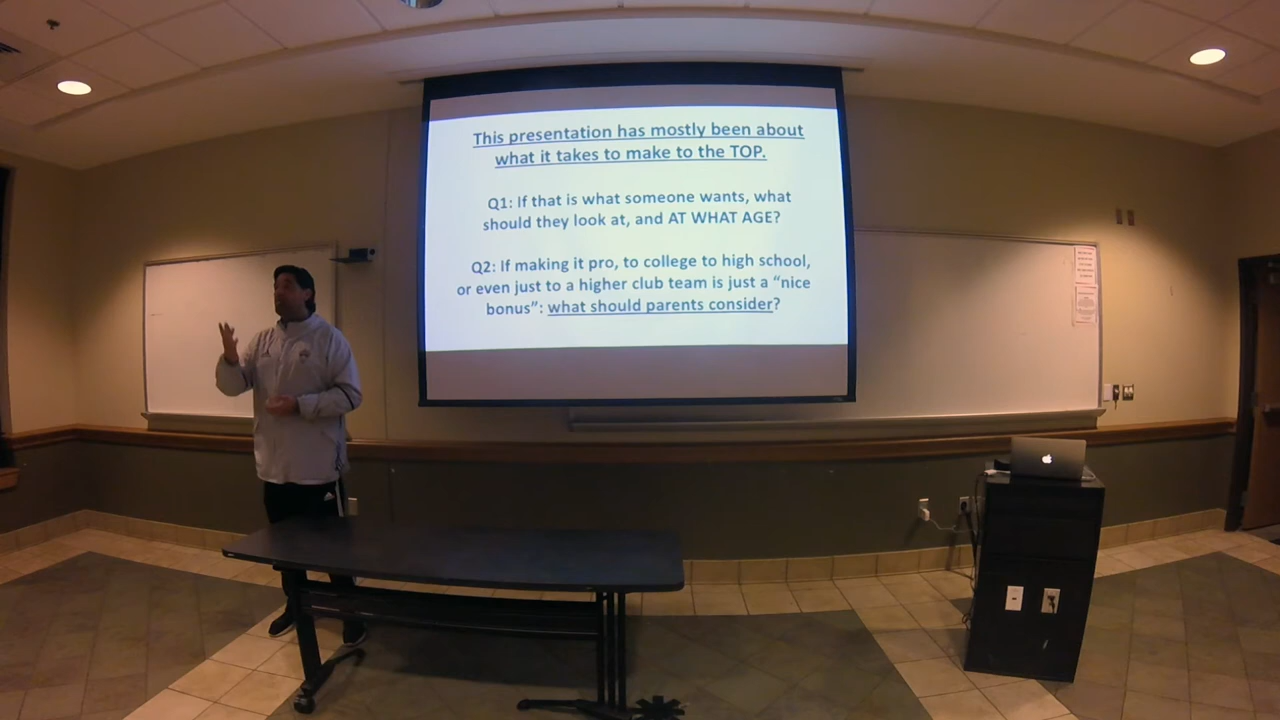 This presentation has mostly been about
what it takes to make to the TOP.
Q1: If that is what someone wants, what
should they look at, and AT WHAT AGE?
Q2: If making it pro, to college to high school,
or even just to a higher club team is just a “nice
bonus”: what should parents consider?